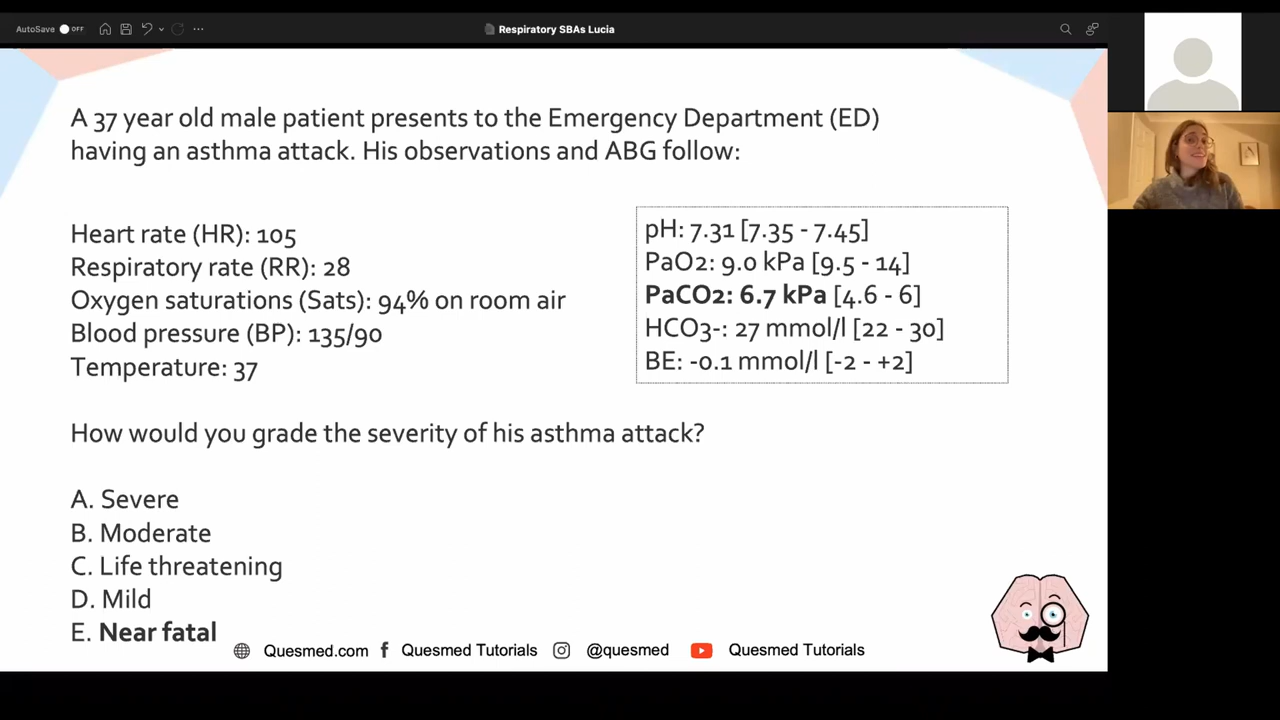 AutoSave OFF
Respiratory SBAs Lucia
A 37 year old male patient presents to the Emergency Department (ED)
having an asthma attack. His observations and ABG follow:
Heart rate (HR): 105
Respiratory rate (RR): 28
Oxygen saturations (Sats): 94% on room air
Blood pressure (BP): 135/90
Temperature: 37
pH: 7.31 [7.35 - 7.45]
PaO2: 9.0 kPa [9.5 - 14]
PaCO2: 6.7 kPa [4.6 - 6]
HCO3-: 27 mmol/l [22 - 30]
BE: -0.1 mmol/l [-2 - +2]
How would you grade the severity of his asthma attack?
A. Severe
B. Moderate
C. Life threatening
D. Mild
E. Near fatal
Quesmed.com Quesmed Tutorials @quesmed Quesmed Tutorials